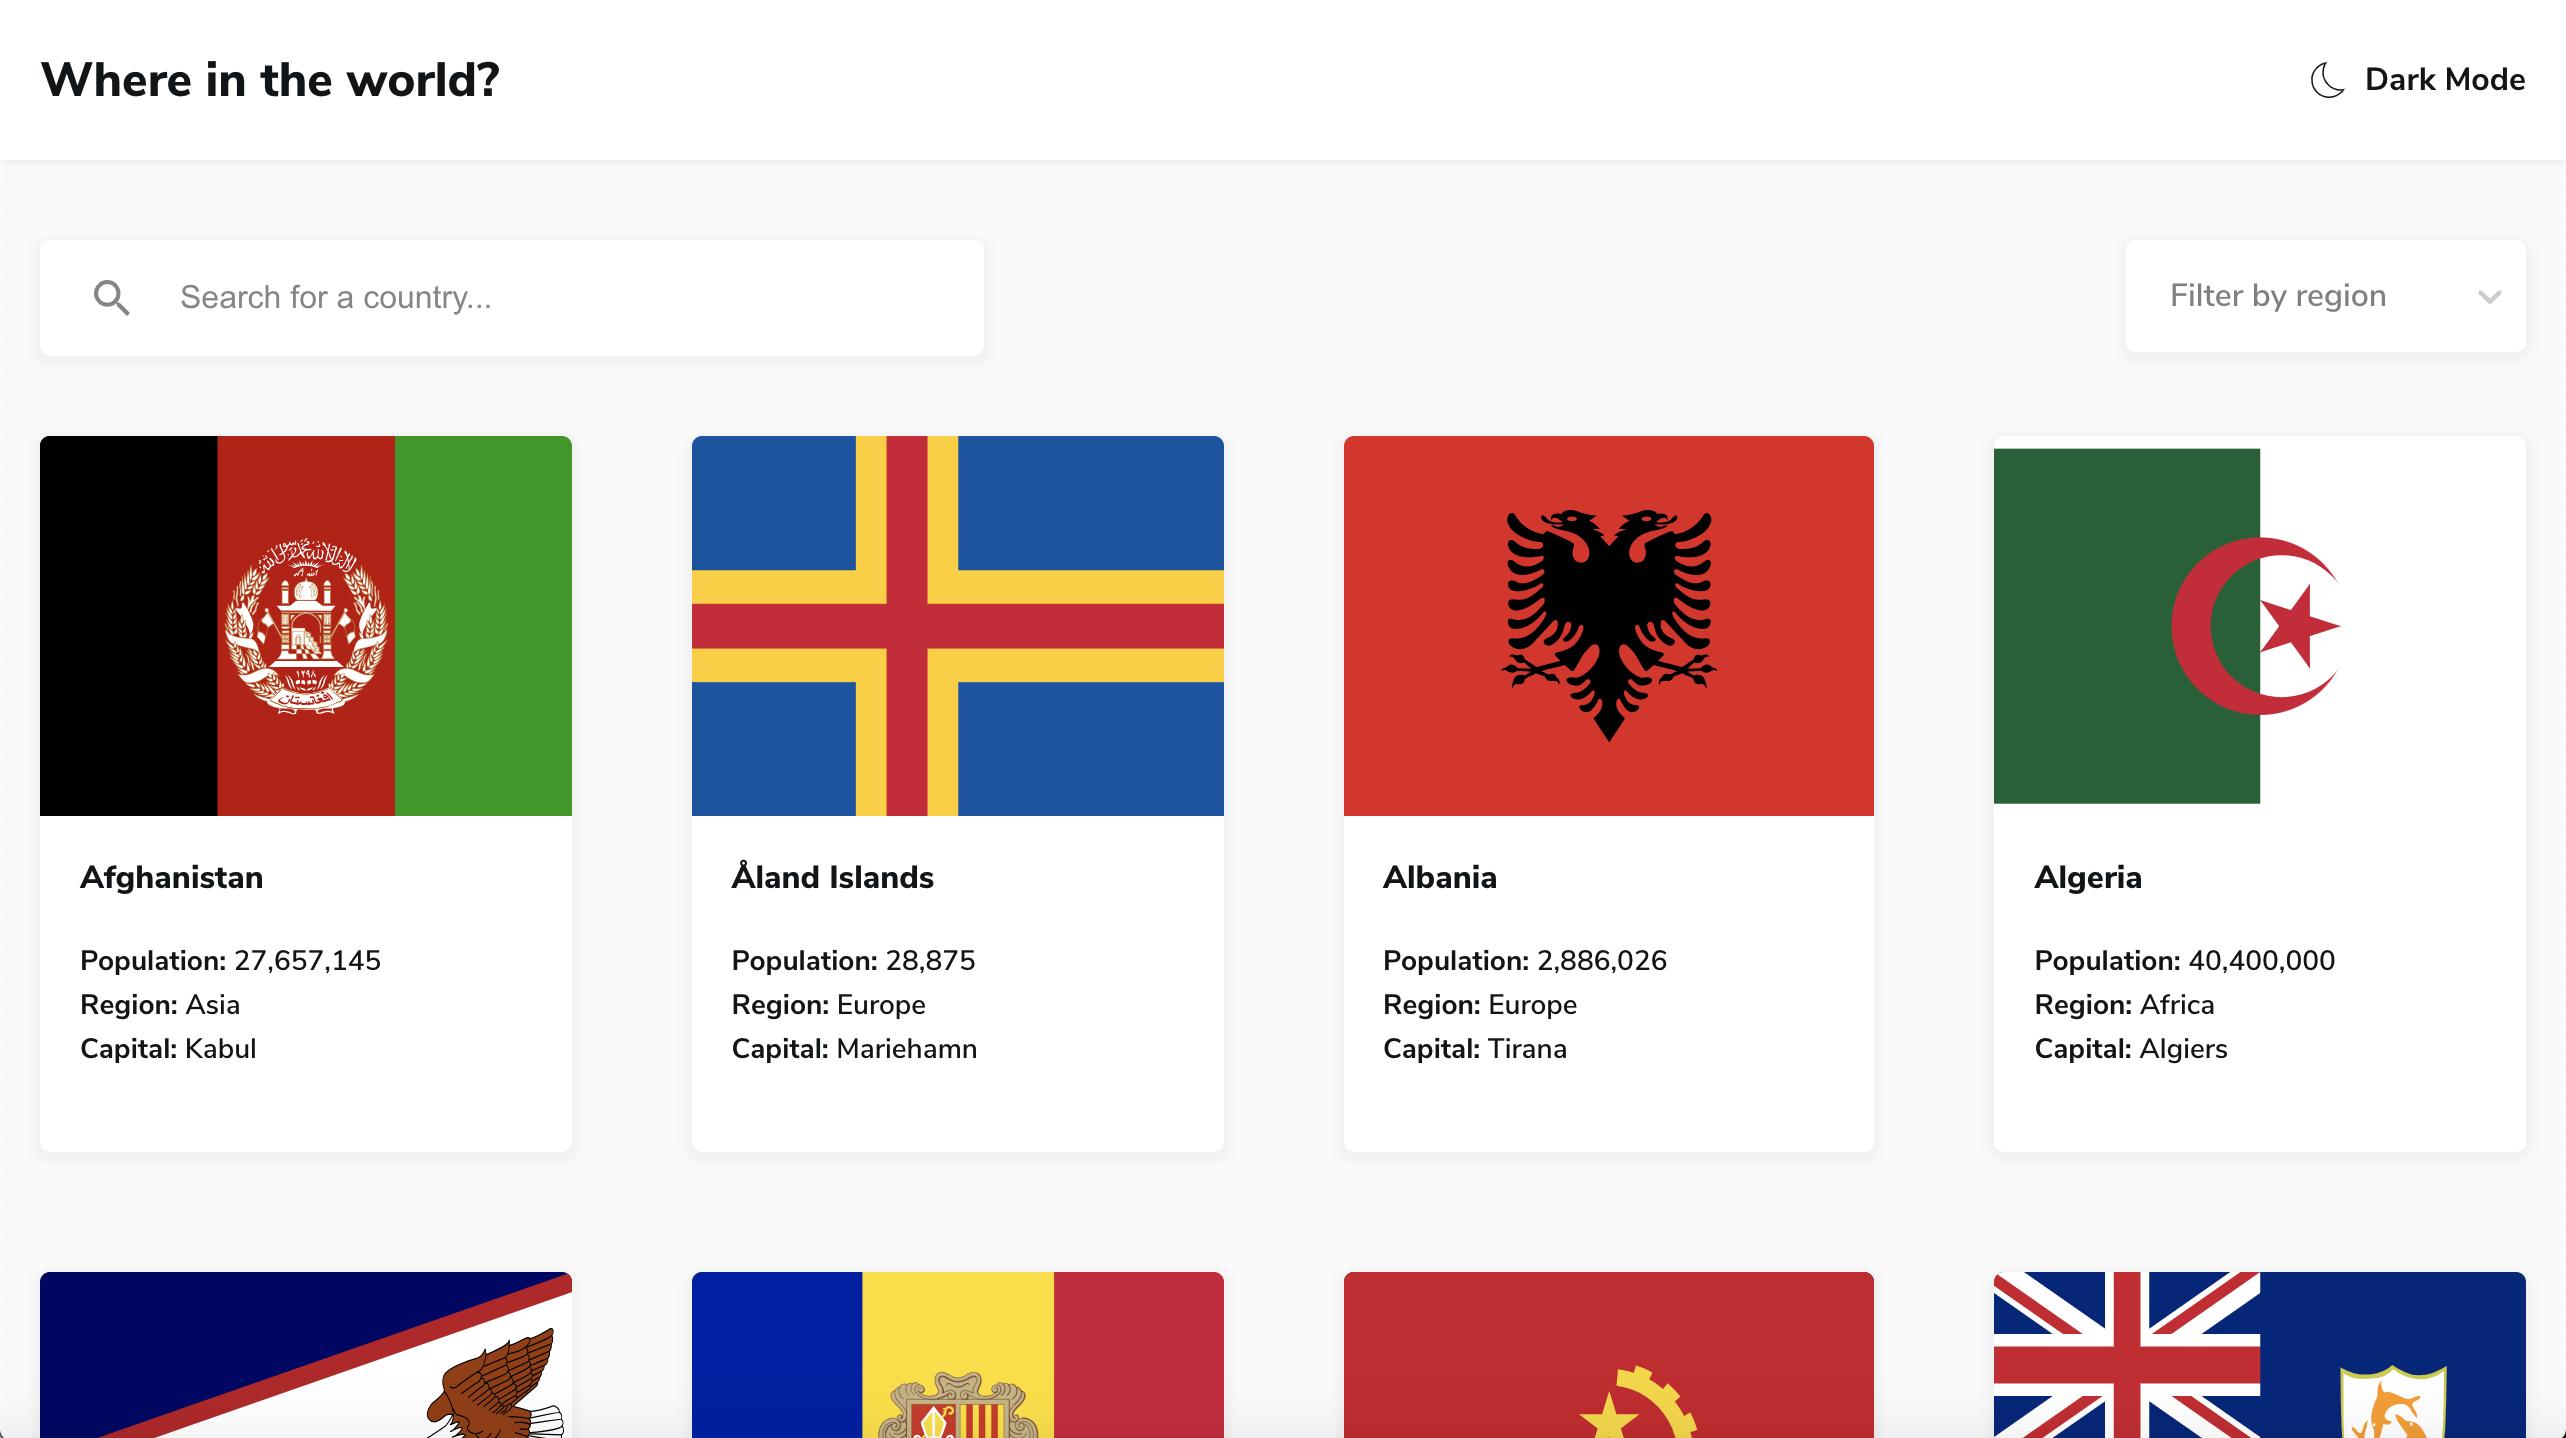 Where in the world?
Dark Mode
Search for a country...
Filter by region
Afghanistan
Population: 27,657,145
Region: Asia
Capital: Kabul
Åland Islands
Population: 28,875
Region: Europe
Capital: Mariehamn
Albania
Population: 2,886,026
Region: Europe
Capital: Tirana
Algeria
Population: 40,400,000
Region: Africa
Capital: Algiers